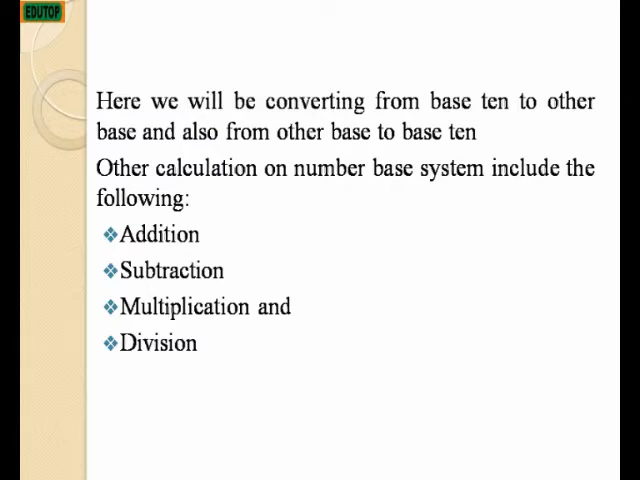 EDUTOP
Here we will be converting from base ten to other
base and also from other base to base ten
Other calculation on number base system include the
following:
❖Addition
❖Subtraction
❖Multiplication and
❖Division